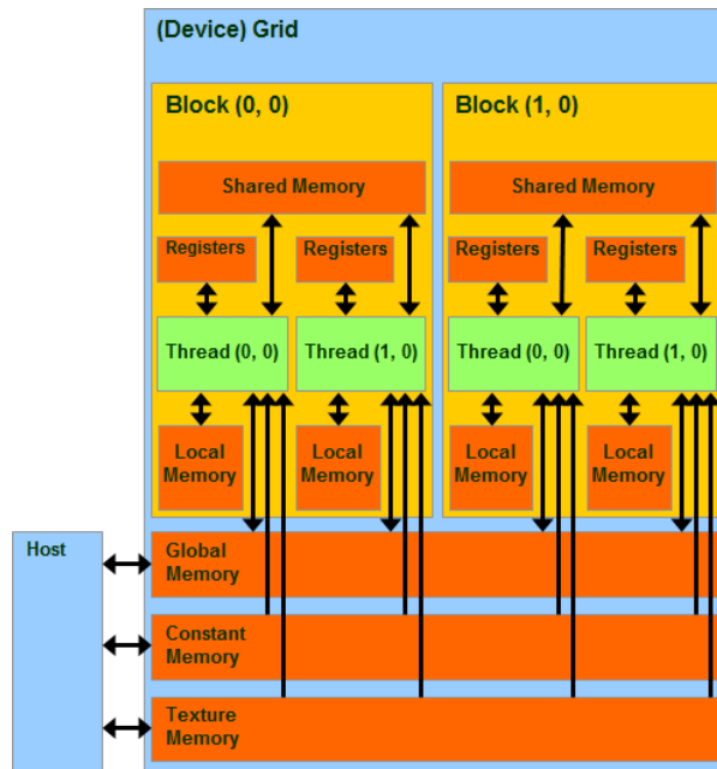 (Device) Grid
Block (0, 0)
Block (1, 0)
Shared Memory
Shared Memory
Registers
Registers
Registers
Registers
Thread (0, 0)
Thread (1, 0)
Thread (0, 0)
Thread (1, 0)
Local
Memory
Local
Memory
Local
Memory
Local
Memory
Host
Global
Memory
Constant
Memory
Texture
Memory